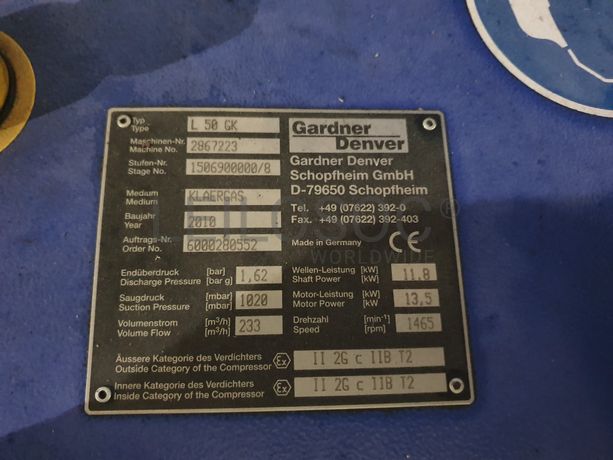 Typ
Type
L 50 GK
Maschinen-Nr.
Machine No.
2867223
Stufen-Nr.
Stage No.
1506900000/8
Medium
Medium
KLAERGAS
Baujahr
Year
2010
Auftrags-Nr.
Order No.
6000280552
Gardner
Denver
Gardner Denver
Schopfheim GmbH
D-79650 Schopfheim
Tel. +49 (07622) 392-0
Fax. +49 (07622) 392-403
Made in Germany CE
Endüberdruck [bar]
Discharge Pressure [bar g]
1,62
Saugdruck [mbar]
Suction Pressure [mbar]
1020
Volumenstrom [m³/h]
Volume Flow [m³/h]
233
Wellen-Leistung [kW]
Shaft Power [kW]
11.8
Motor-Leistung [kW]
Motor Power [kW]
13,5
Drehzahl [min-¹]
Speed [rpm]
1465
Äussere Kategorie des Verdichters
Outside Category of the Compressor
Ex
II 2G c IIB T2
Innere Kategorie des Verdichters
Inside Category of the Compressor
Ex
II 2G c IIB T2
WORLDWIDE